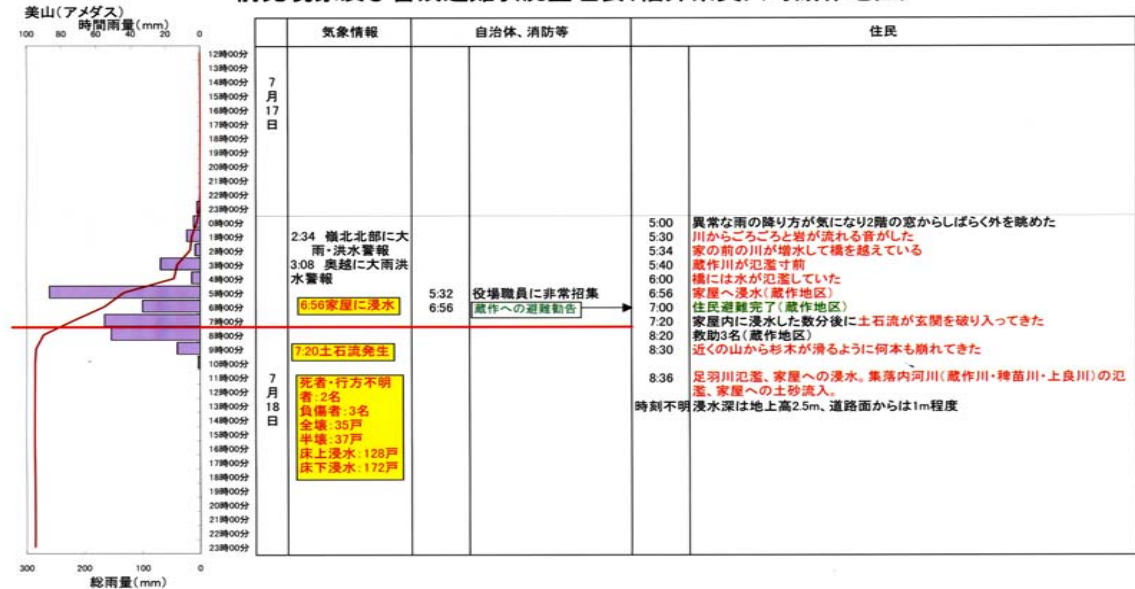 美山(アメダス)
時間雨量(mm)
100 80 60 40 20 0
気象情報
自治体、消防等
住民
12時00分
13時00分
14時00分
15時00分
16時00分
17時00分
18時00分
19時00分
20時00分
21時00分
22時00分
23時00分
0時00分
1時00分
2時00分
3時00分
4時00分
5時00分
6時00分
7時00分
8時00分
9時00分
10時00分
11時00分
12時00分
13時00分
14時00分
15時00分
16時00分
17時00分
18時00分
19時00分
20時00分
21時00分
22時00分
23時00分
300 200 100 0
総雨量(mm)
7
月
17
日
7
月
18
日
2:34 嶺北北部に大
雨・洪水警報
3:08 奥越に大雨洪
水警報
6:56家屋に浸水
7:20土石流発生
死者・行方不明
者:2名
負傷者:3名
全壊:35戸
半壊:37戸
床上浸水:128戸
床下浸水:172戸
5:32 役場職員に非常招集
6:56 蔵作への避難勧告
5:00 異常な雨の降り方が気になり2階の窓からしばらく外を眺めた
5:30 川からごろごろと岩が流れる音がした
5:34 家の前の川が増水して橋を越えている
5:40 蔵作川が氾濫寸前
6:00 橋には水が氾濫していた
6:56 家屋へ浸水(蔵作地区)
7:00 住民避難完了(蔵作地区)
7:20 家屋内に浸水した数分後に土石流が玄関を破り入ってきた
8:20 救助3名(蔵作地区)
8:30 近くの山から杉木が滑るように何本も崩れてきた
8:36 足羽川氾濫、家屋への浸水。集落内河川(蔵作川・稗苗川・上良川)の氾
濫、家屋への土砂流入。
時刻不明 浸水深は地上高2.5m、道路面からは1m程度